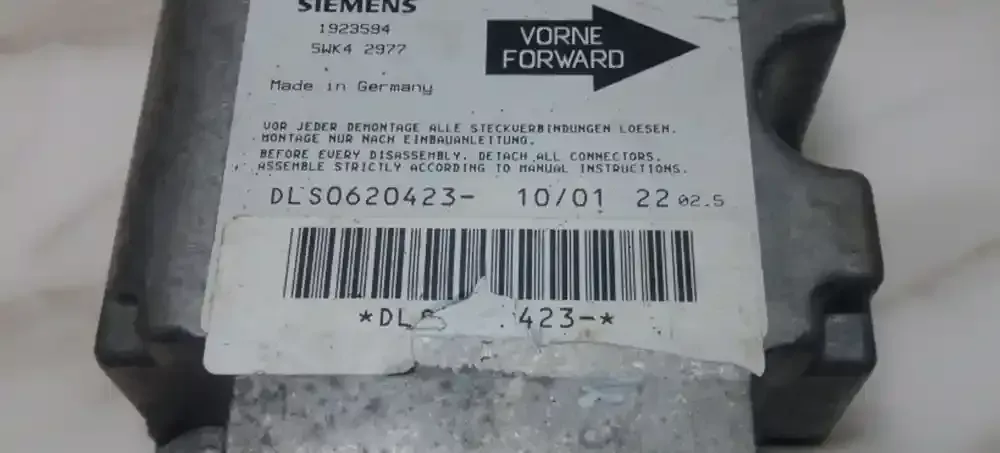 SIEMENS
1923594
5WK4 2977
VORNE
FORWARD
Made in Germany
VOR JEDER DEMONTAGE ALLE STECKVERBINDUNGEN LOESEN.
MONTAGE NUR NACH EINBAUANLEITUNG.
BEFORE EVERY DISASSEMBLY. DETACH ALL CONNECTORS.
ASSEMBLE STRICTLY ACCORDING TO MANUAL INSTRUCTIONS.
DLS0620423- 10/01 22 02.5
*DLS 423-*